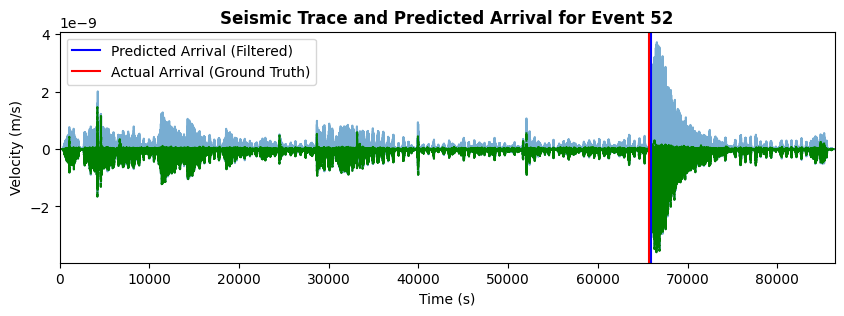 Seismic Trace and Predicted Arrival for Event 52
1e−9
Predicted Arrival (Filtered)
Actual Arrival (Ground Truth)
4
2
0
−2
Velocity (m/s)
0 10000 20000 30000 40000 50000 60000 70000 80000
Time (s)